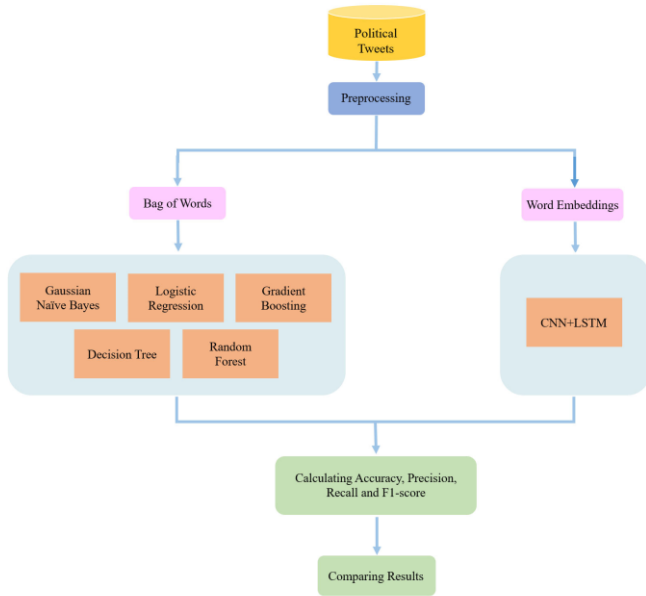 Political
Tweets
Preprocessing
Bag of Words
Word Embeddings
Gaussian
Naïve Bayes
Logistic
Regression
Gradient
Boosting
Decision Tree
Random
Forest
CNN+LSTM
Calculating Accuracy, Precision,
Recall and F1-score
Comparing Results